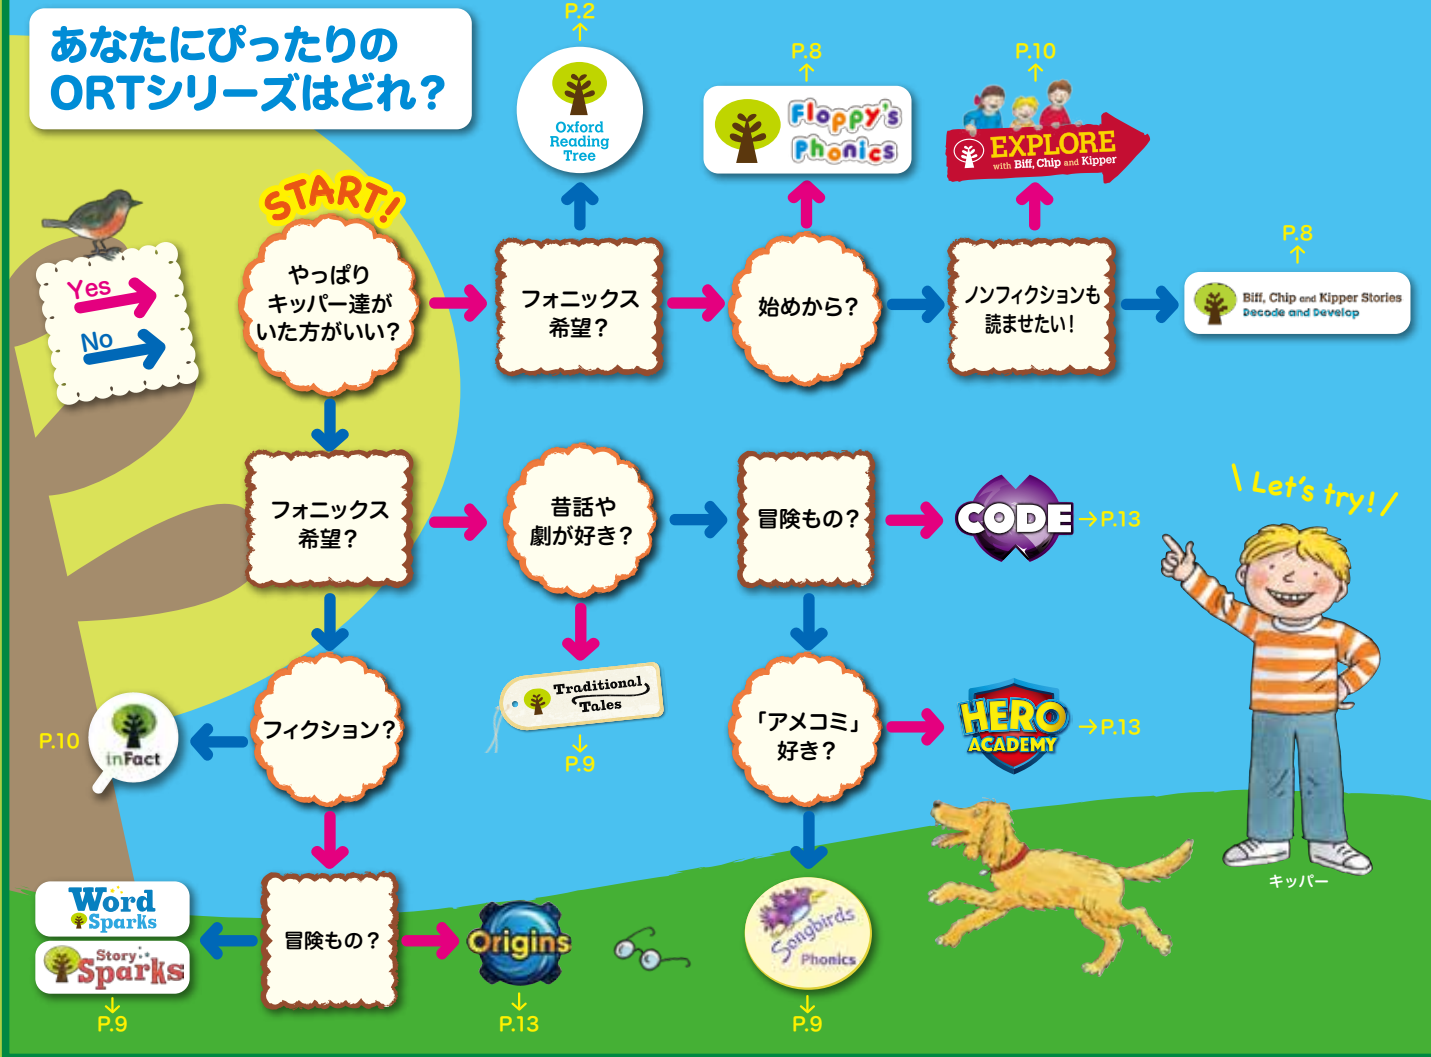 あなたにぴったりの
ORTシリーズはどれ？
P.2
↑
Oxford
Reading
Tree
P.8
↑
Floppy's
Phonics
P.10
↑
EXPLORE
with Biff, Chip and Kipper
START!
Yes
No
やっぱり
キッパー達が
いた方がいい？
フォニックス
希望？
始めから？
ノンフィクションも
読ませたい！
P.8
↑
Biff, Chip and Kipper Stories
Decode and Develop
フォニックス
希望？
昔話や
劇が好き？
冒険もの？
CODE
→P.13
Let's try!
フィクション？
P.10
inFact
Traditional
Tales
↓
P.9
「アメコミ」
好き？
HERO
ACADEMY
→P.13
キッパー
Word
Sparks
Story
Sparks
↓
P.9
冒険もの？
Origins
↓
P.13
Songbirds
Phonics
↓
P.9